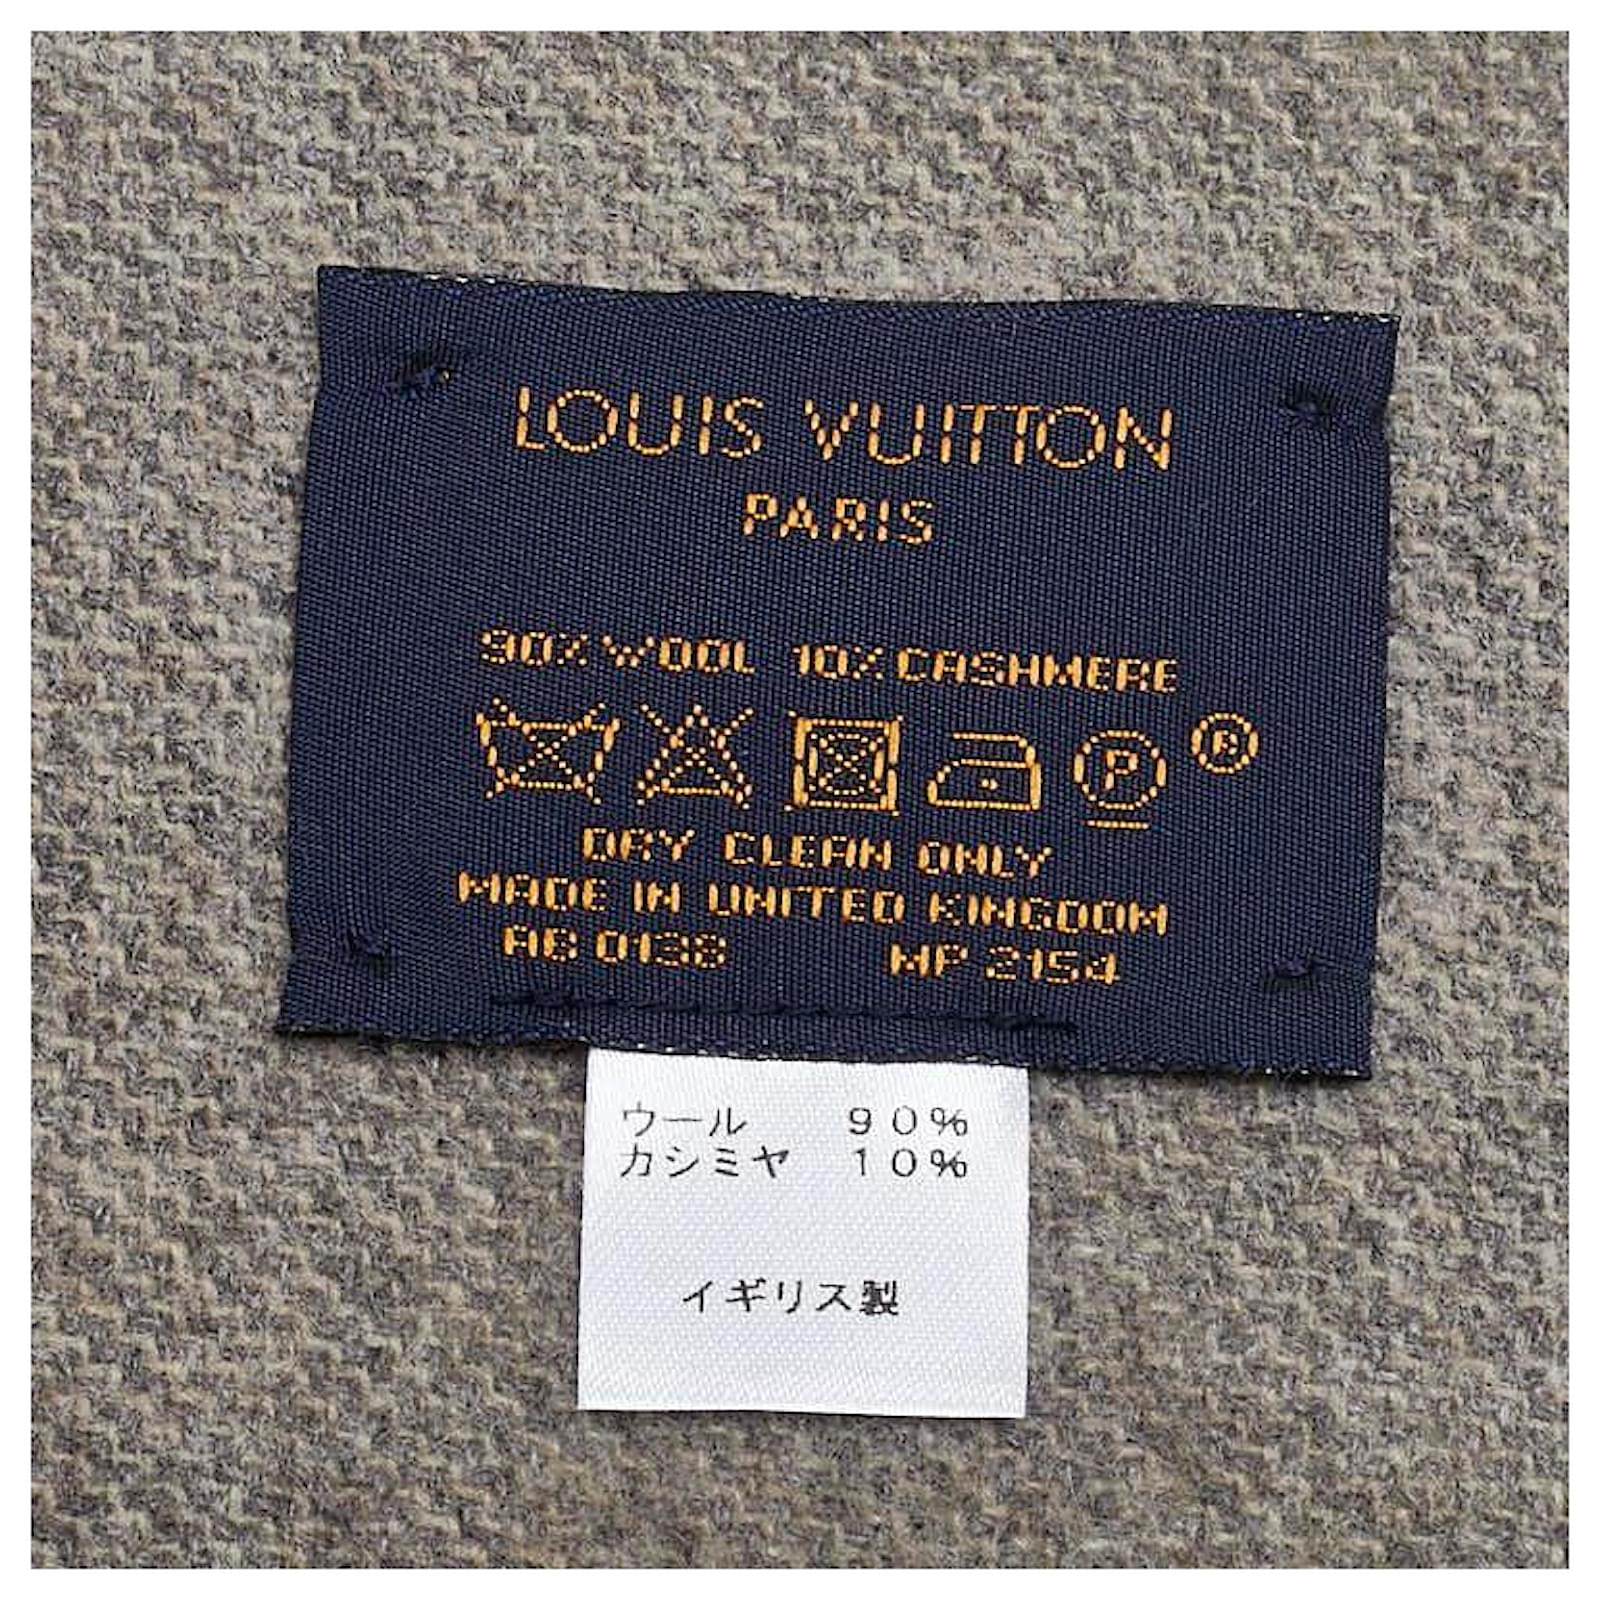 LOUIS VUITTON
PARIS
90% WOOL 10% CASHMERE
P ®
DRY CLEAN ONLY
MADE IN UNITED KINGDOM
AB 0138 MP 2154
ウール 90%
カシミヤ 10%
イギリス製